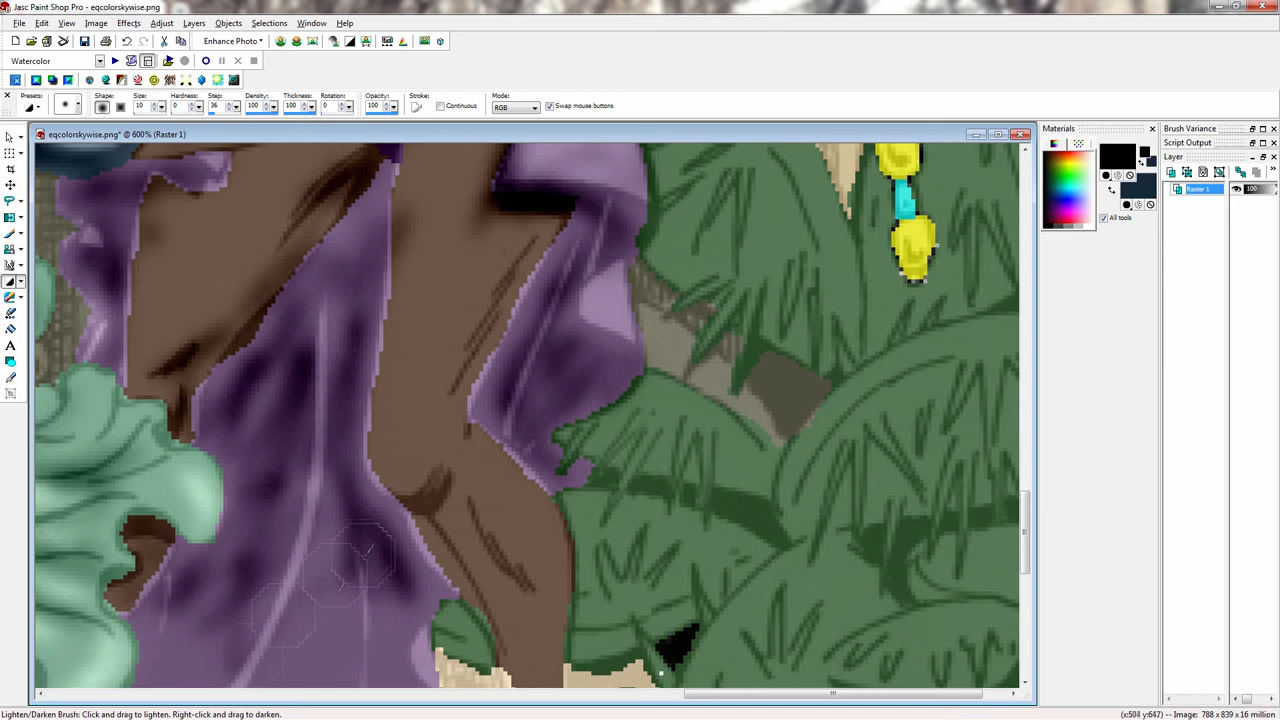 Jasc Paint Shop Pro - eqcolorskywise.png
File Edit View Image Effects Adjust Layers Objects Selections Window Help
Enhance Photo
Watercolor
Presets: Shape: Size: Hardness: Step: Density: Thickness: Rotation: Opacity: Stroke: Mode:
10 0 36 100 100 0 100 Continuous RGB Swap mouse buttons
eqcolorskywise.png* @ 600% (Raster 1)
Materials
All tools
Brush Variance
Script Output
Layer
Raster 1 100
Lighten/Darken Brush: Click and drag to lighten. Right-click and drag to darken.
(x:594 y:647) -- Image: 788 x 839 x 16 million